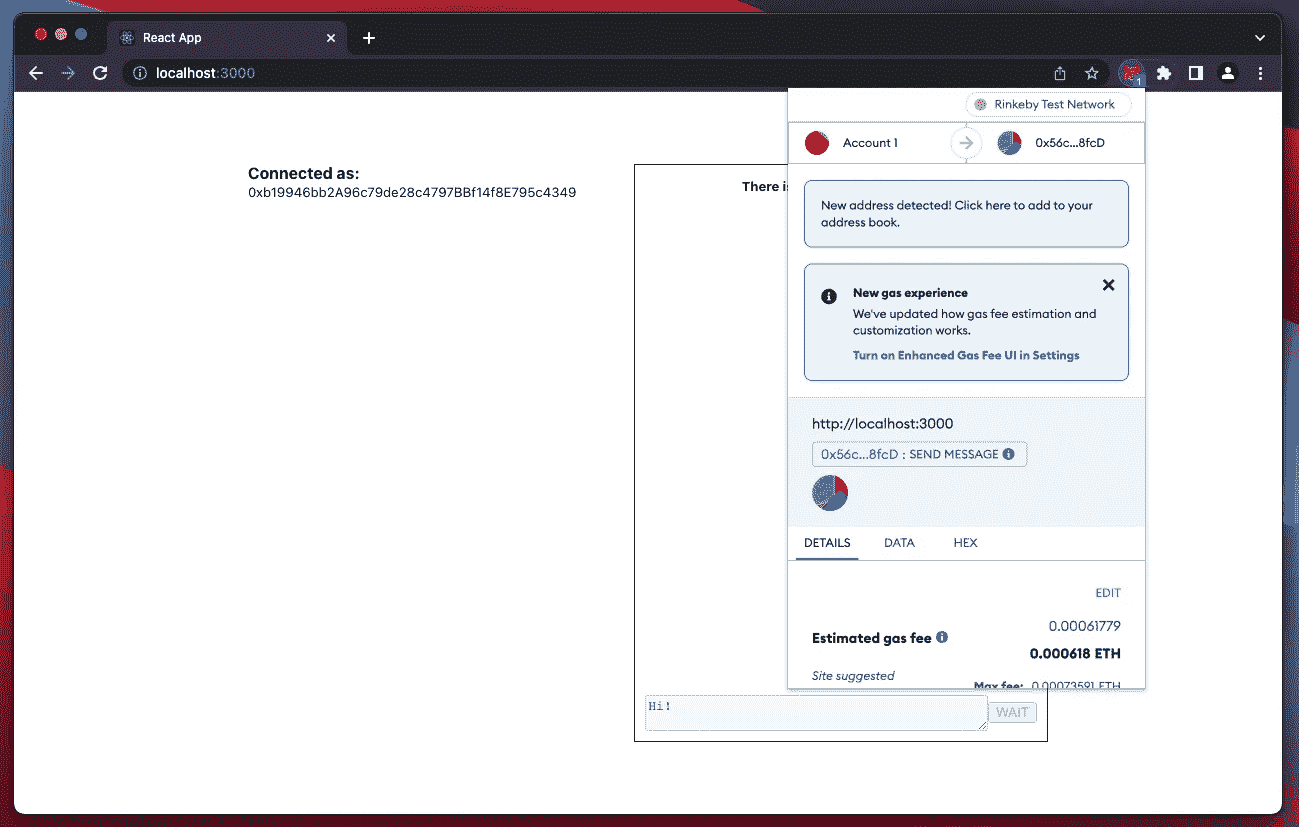 React App
localhost:3000
1
Rinkeby Test Network
Account 1
0x56c...8fcD
Connected as:
0xb19946bb2A96c79de28c4797BBf14f8E795c4349
There is
New address detected! Click here to add to your
address book.
New gas experience
We've updated how gas fee estimation and
customization works.
Turn on Enhanced Gas Fee UI in Settings
http://localhost:3000
0x56c...8fcD : SEND MESSAGE
DETAILS
DATA
HEX
EDIT
0.00061779
Estimated gas fee
0.000618 ETH
Site suggested
Max fee: 0.00073591 ETH
Hi!
WAIT